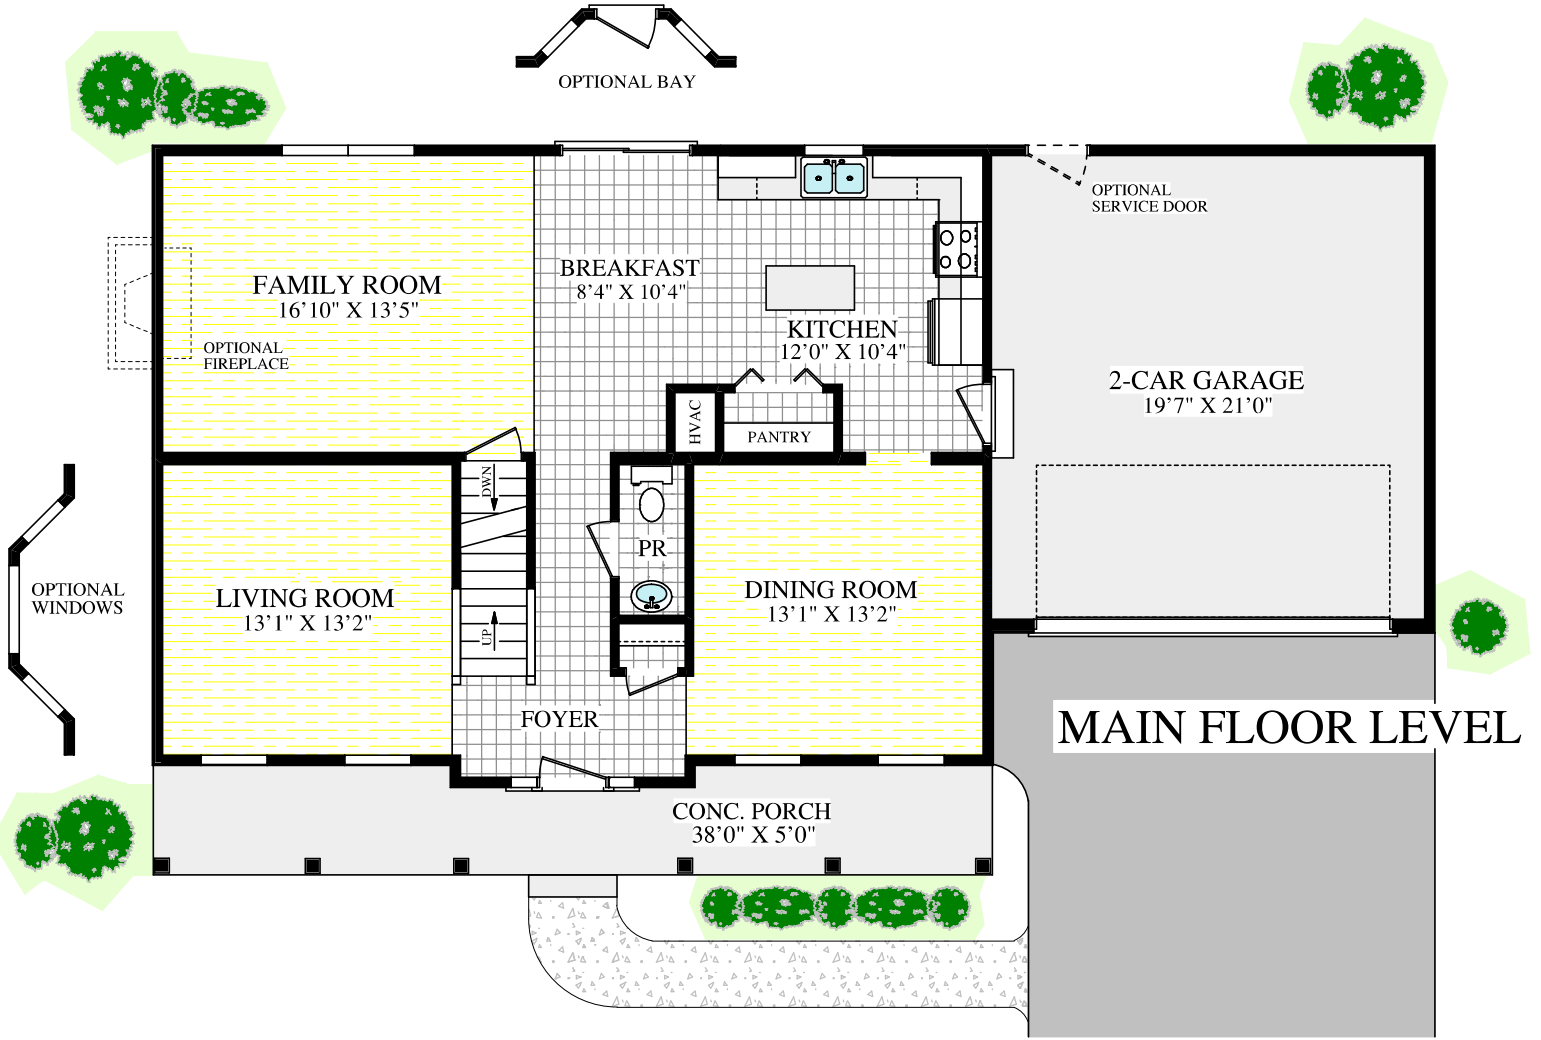 OPTIONAL BAY
OPTIONAL
SERVICE DOOR
FAMILY ROOM
16'10" X 13'5"
BREAKFAST
8'4" X 10'4"
OPTIONAL
FIREPLACE
KITCHEN
12'0" X 10'4"
2-CAR GARAGE
19'7" X 21'0"
HVAC
PANTRY
DWN
PR
OPTIONAL
WINDOWS
LIVING ROOM
13'1" X 13'2"
UP
DINING ROOM
13'1" X 13'2"
FOYER
MAIN FLOOR LEVEL
CONC. PORCH
38'0" X 5'0"